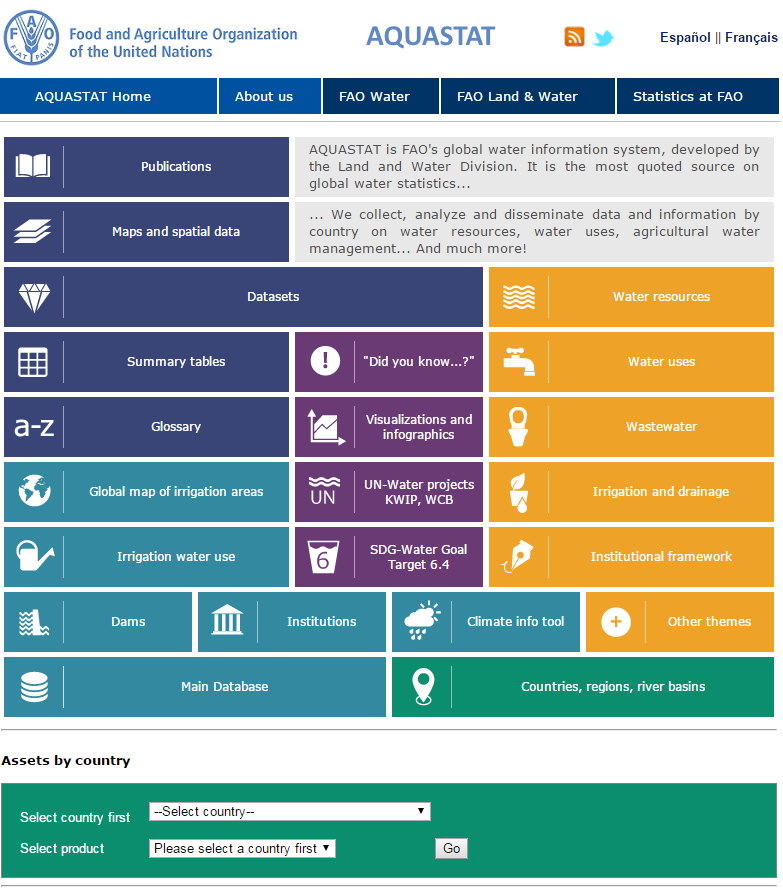 FAO
FIAT PANIS
Food and Agriculture Organization
of the United Nations
AQUASTAT
Español || Français
AQUASTAT Home
About us
FAO Water
FAO Land & Water
Statistics at FAO
Publications
AQUASTAT is FAO's global water information system, developed by
the Land and Water Division. It is the most quoted source on
global water statistics...
Maps and spatial data
... We collect, analyze and disseminate data and information by
country on water resources, water uses, agricultural water
management... And much more!
Datasets
Water resources
Summary tables
"Did you know...?"
Water uses
a-z
Glossary
Visualizations and
infographics
Wastewater
Global map of irrigation areas
UN
UN-Water projects
KWIP, WCB
Irrigation and drainage
Irrigation water use
6
SDG-Water Goal
Target 6.4
Institutional framework
Dams
Institutions
Climate info tool
Other themes
Main Database
Countries, regions, river basins
Assets by country
Select country first
--Select country--
Select product
Please select a country first
Go